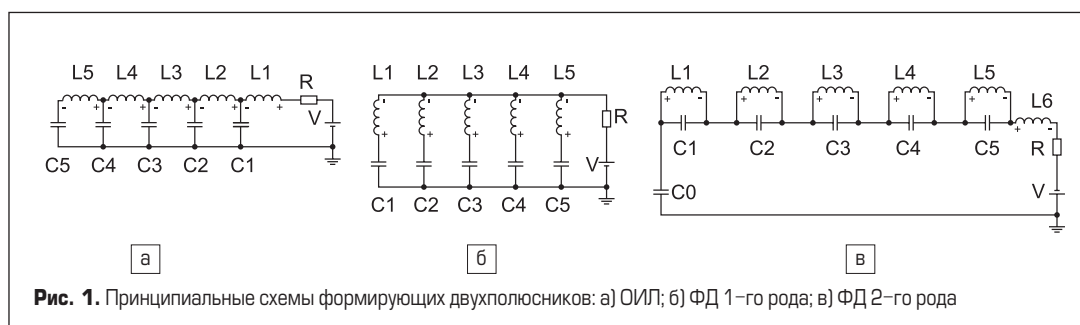 L5 L4 L3 L2 L1 R
V
C5 C4 C3 C2 C1
а
L1 L2 L3 L4 L5
R
V
C1 C2 C3 C4 C5
б
L1 L2 L3 L4 L5
L6
C1 C2 C3 C4 C5
R
C0
V
в
Рис. 1. Принципиальные схемы формирующих двухполюсников: а) ОИЛ; б) ФД 1-го рода; в) ФД 2-го рода